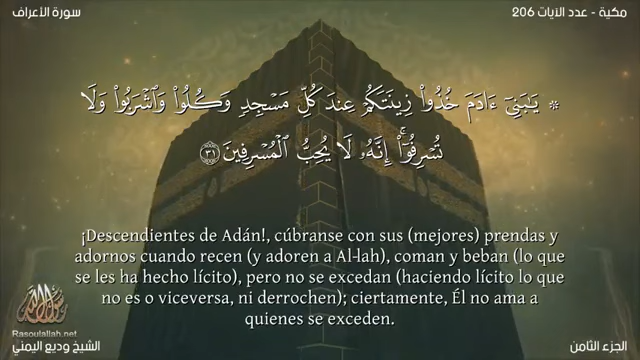 مكية - عدد الآيات 206
سورة الأعراف
۞ يَـٰبَنِىٓ ءَادَمَ خُذُوا۟ زِينَتَكُمْ عِندَ كُلِّ مَسْجِدٍ وَكُلُوا۟ وَٱشْرَبُوا۟ وَلَا
تُسْرِفُوٓا۟ ۚ إِنَّهُۥ لَا يُحِبُّ ٱلْمُسْرِفِينَ ٣١
¡Descendientes de Adán!, cúbranse con sus (mejores) prendas y
adornos cuando recen (y adoren a Al-lah), coman y beban (lo que
se les ha hecho lícito), pero no se excedan (haciendo lícito lo que
no es o viceversa, ni derrochen); ciertamente, Él no ama a
quienes se exceden.
Rasoulallah.net
الجزء الثامن
الشيخ وديع اليمني